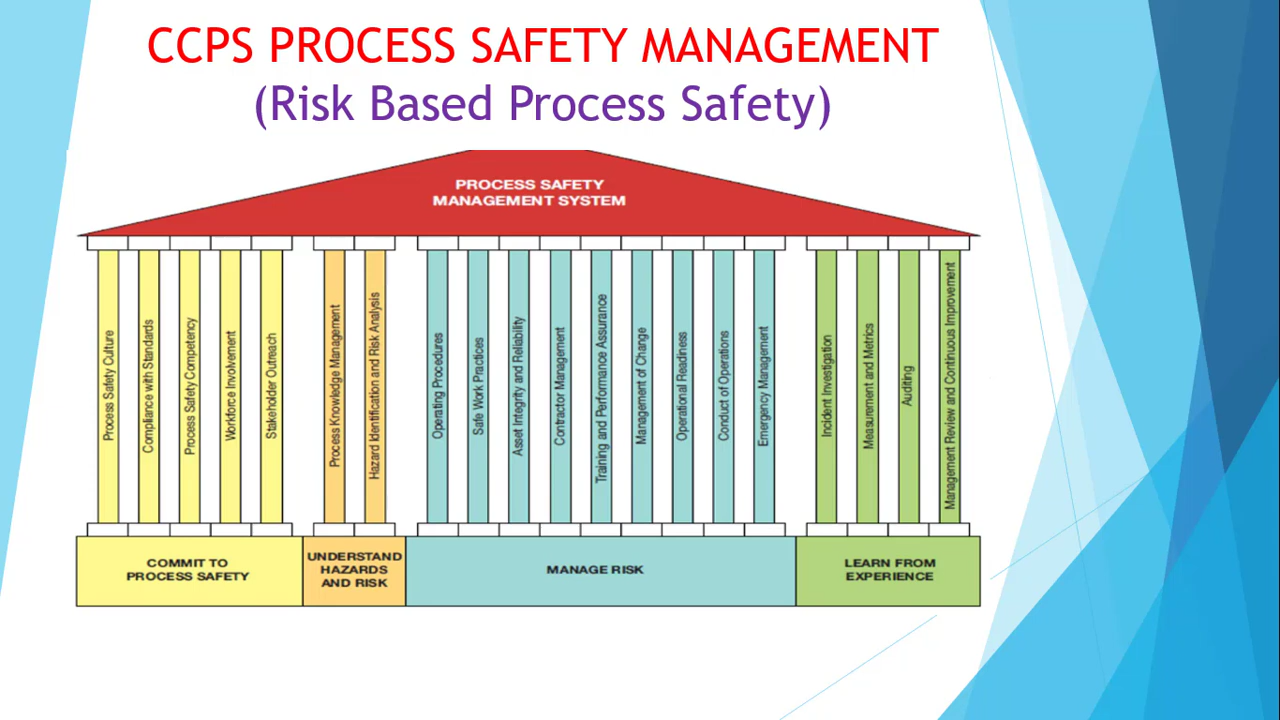 CCPS PROCESS SAFETY MANAGEMENT
(Risk Based Process Safety)
PROCESS SAFETY
MANAGEMENT SYSTEM
Process Safety Culture
Compliance with Standards
Process Safety Competency
Workforce Involvement
Stakeholder Outreach
Process Knowledge Management
Hazard Identification and Risk Analysis
Operating Procedures
Safe Work Practices
Asset Integrity and Reliability
Contractor Management
Training and Performance Assurance
Management of Change
Operational Readiness
Conduct of Operations
Emergency Management
Incident Investigation
Measurement and Metrics
Auditing
Management Review and Continuous Improvement
COMMIT TO
PROCESS SAFETY
UNDERSTAND
HAZARDS
AND RISK
MANAGE RISK
LEARN FROM
EXPERIENCE